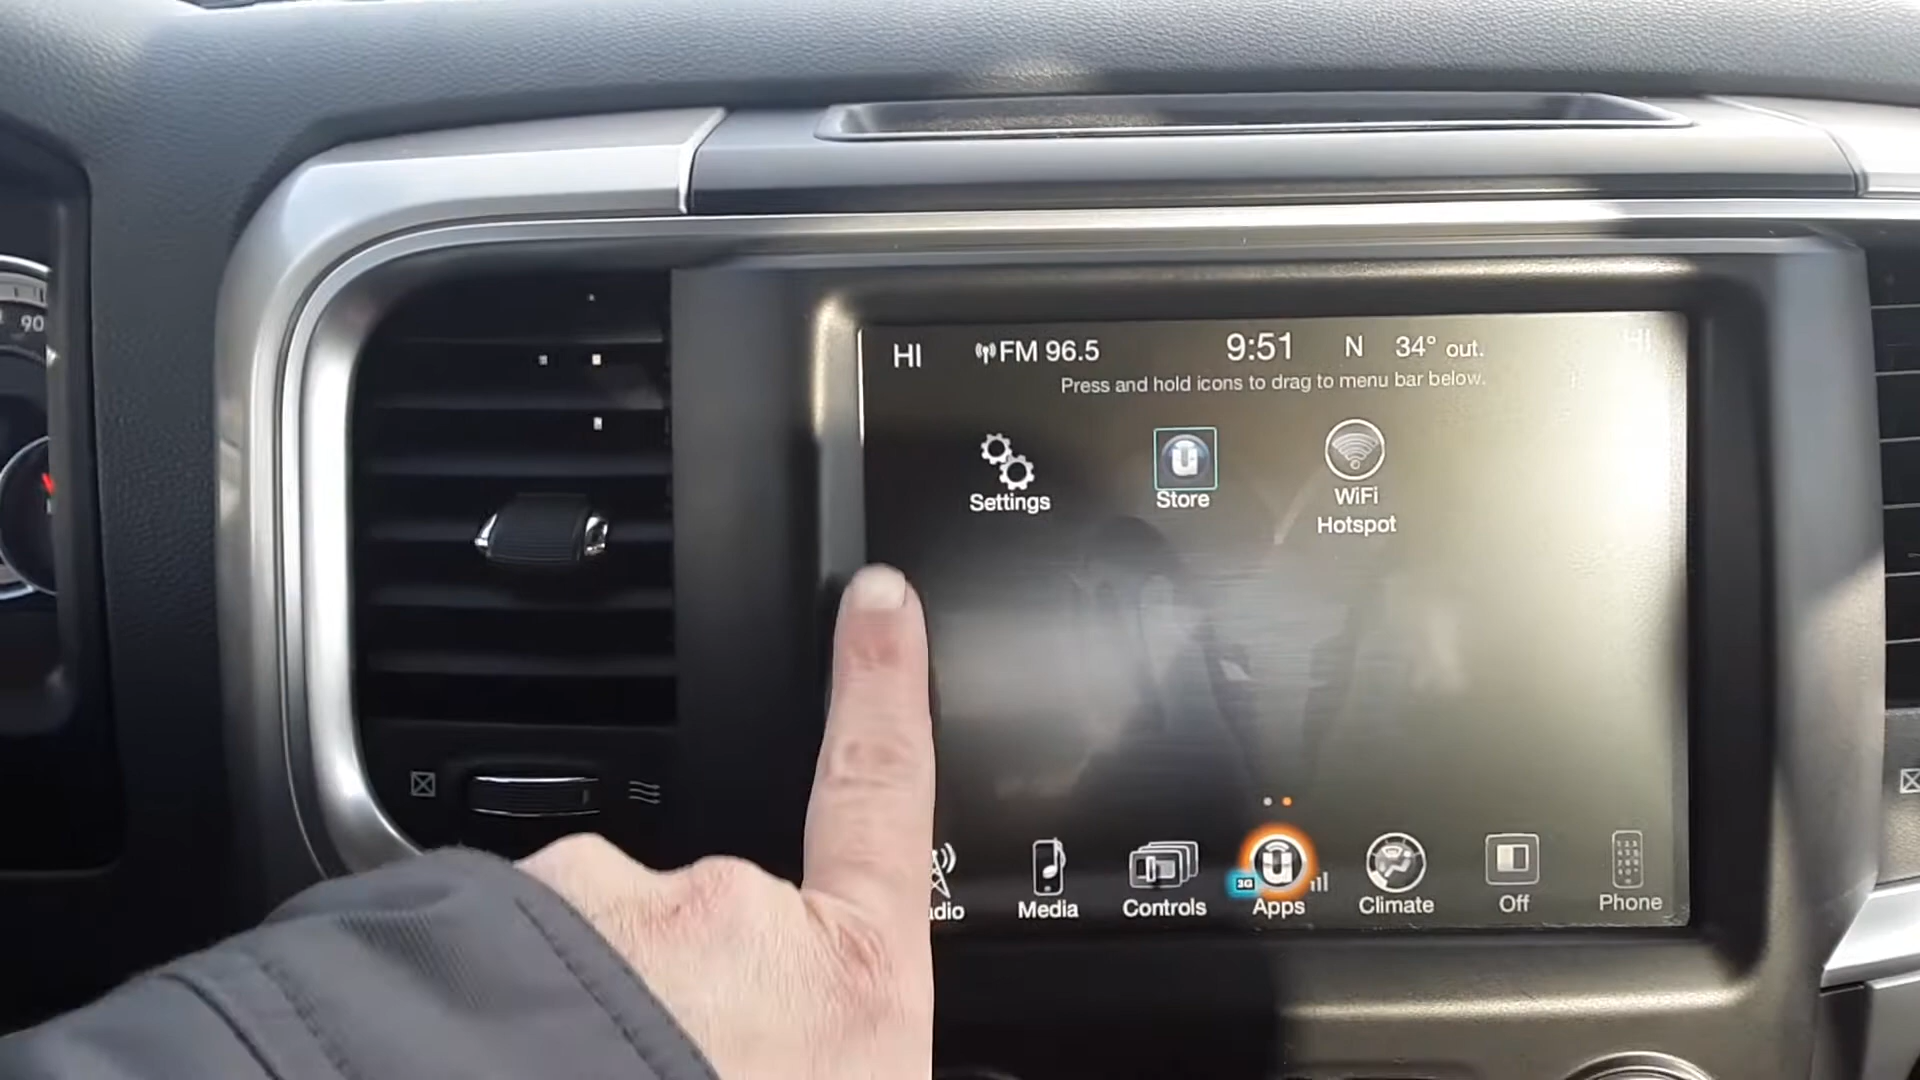 90
HI FM 96.5 9:51 N 34° out. HI
Press and hold icons to drag to menu bar below.
Settings
Store
WiFi
Hotspot
3G
Media
Controls
Apps
Climate
Off
Phone